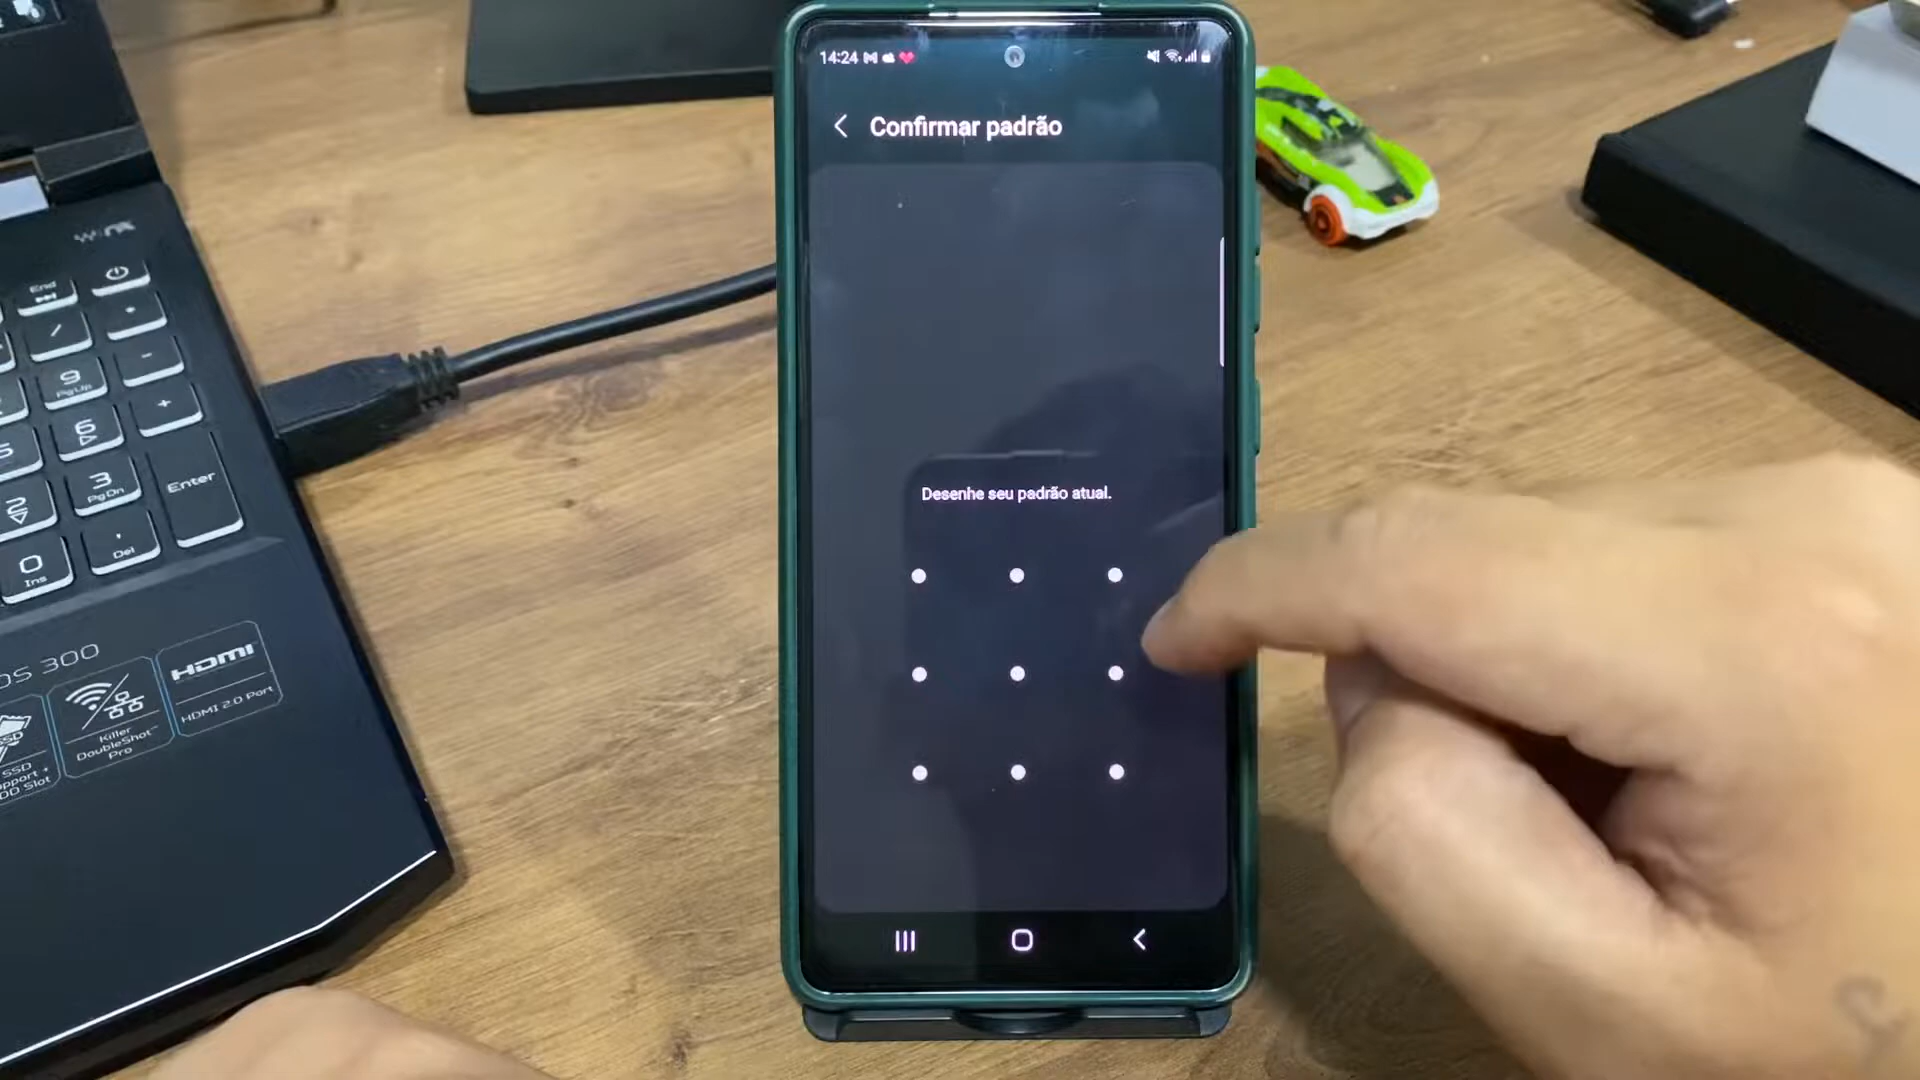 14:24
Confirmar padrão
Desenhe seu padrão atual.
End
/
-
9
PgUp
+
6
3
PgDn
Enter
2
0
Ins
Del
OS 300
HDMI
HDMI 2.0 Port
Killer
DoubleShot
Pro
SSD
SSD